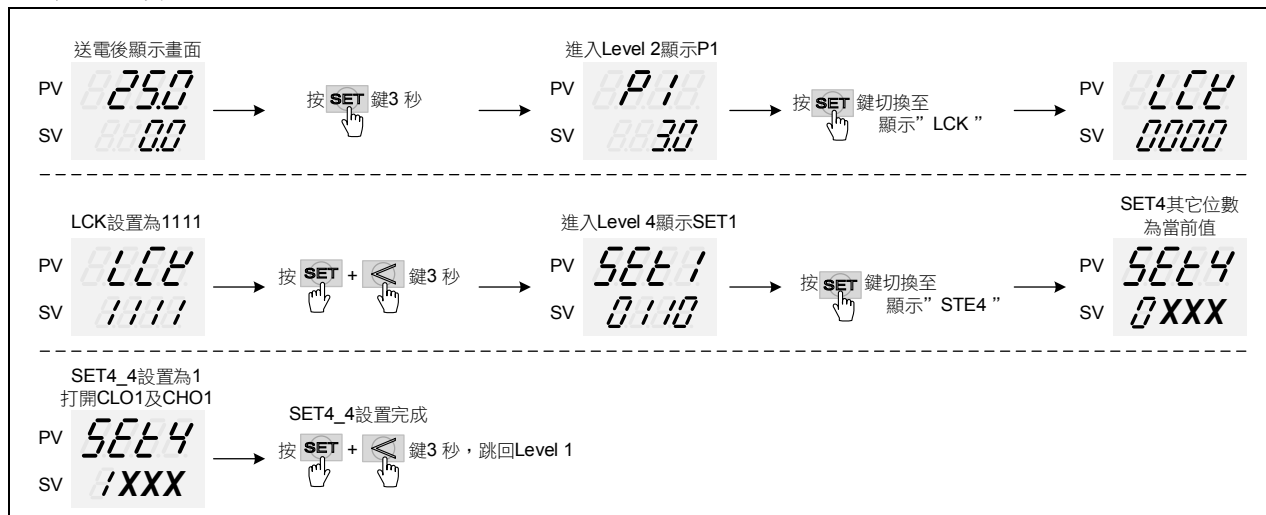 送電後顯示畫面
PV 25.0
SV 0.0
按 SET 鍵3 秒
進入Level 2顯示P1
PV P1
SV 3.0
按 SET 鍵切換至
顯示” LCK ”
PV LCK
SV 0000
LCK設置為1111
PV LCK
SV 1111
按 SET + < 鍵3 秒
進入Level 4顯示SET1
PV SEt1
SV 0110
按 SET 鍵切換至
顯示” STE4 ”
SET4其它位數
為當前值
PV SEt4
SV 0XXX
SET4_4設置為1
打開CLO1及CHO1
PV SEt4
SV 1XXX
SET4_4設置完成
按 SET + < 鍵3 秒，跳回Level 1